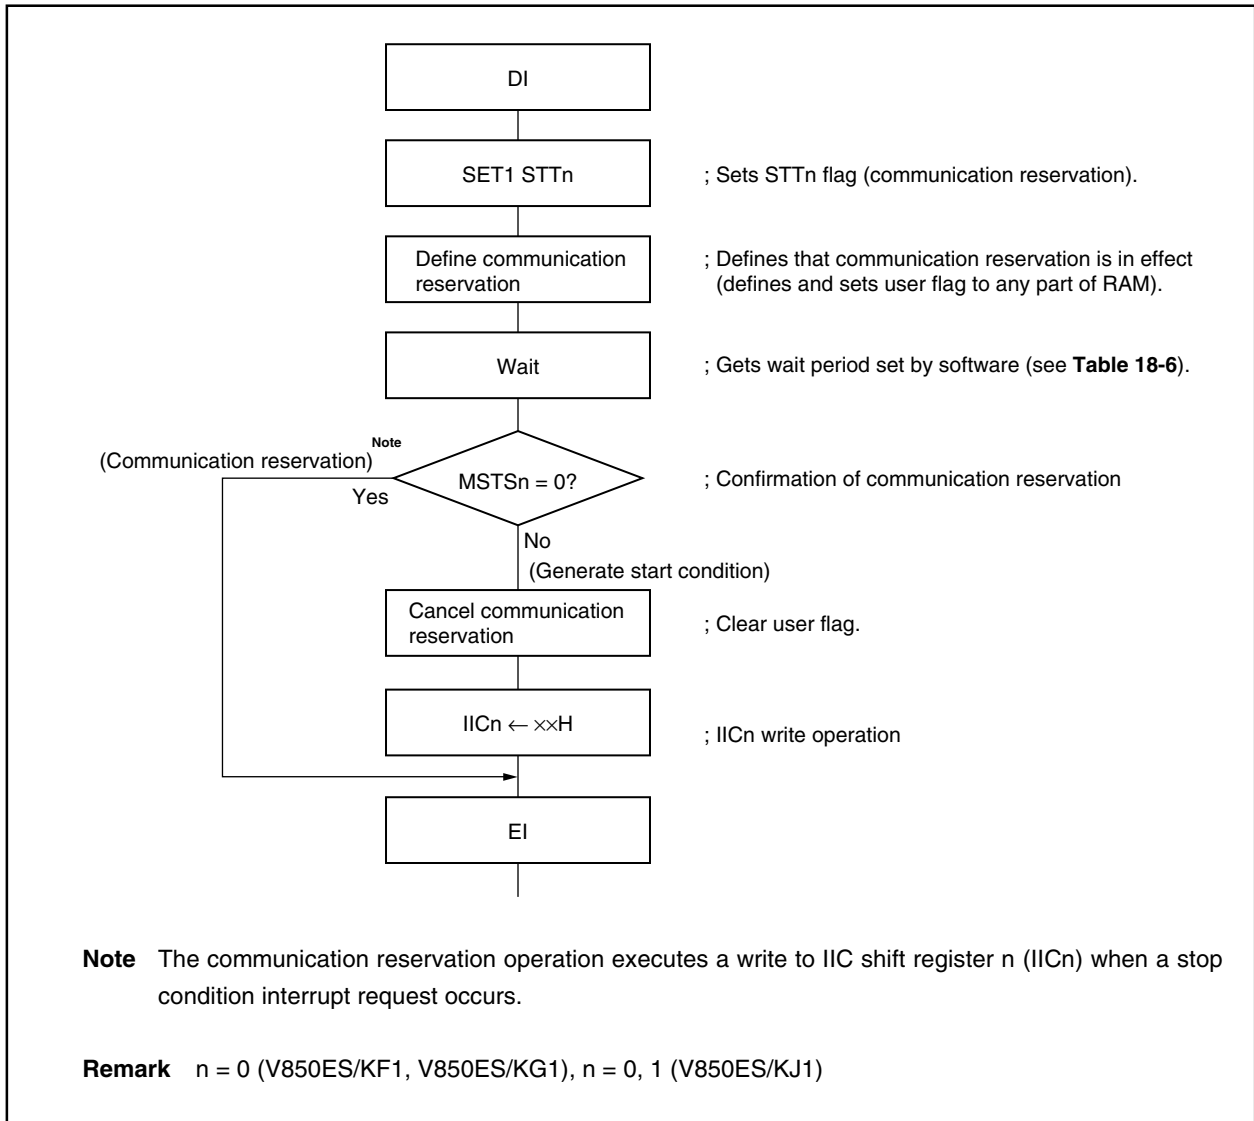 DI
SET1 STTn
; Sets STTn flag (communication reservation).
Define communication
reservation
; Defines that communication reservation is in effect
(defines and sets user flag to any part of RAM).
Wait
; Gets wait period set by software (see Table 18-6).
(Communication reservation)Note
MSTSn = 0?
Yes
; Confirmation of communication reservation
No
(Generate start condition)
Cancel communication
reservation
; Clear user flag.
IICn ← ××H
; IICn write operation
EI
Note The communication reservation operation executes a write to IIC shift register n (IICn) when a stop
condition interrupt request occurs.
Remark n = 0 (V850ES/KF1, V850ES/KG1), n = 0, 1 (V850ES/KJ1)